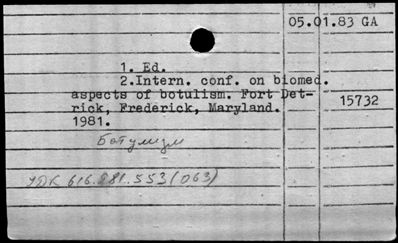 05.01.83 GA
1. Ed.
2.Intern. conf. on biomed.
aspects of botulism. Fort Det-
rick, Frederick, Maryland. 15732
1981.
Ботулизм
УДК 616.981.553(063)